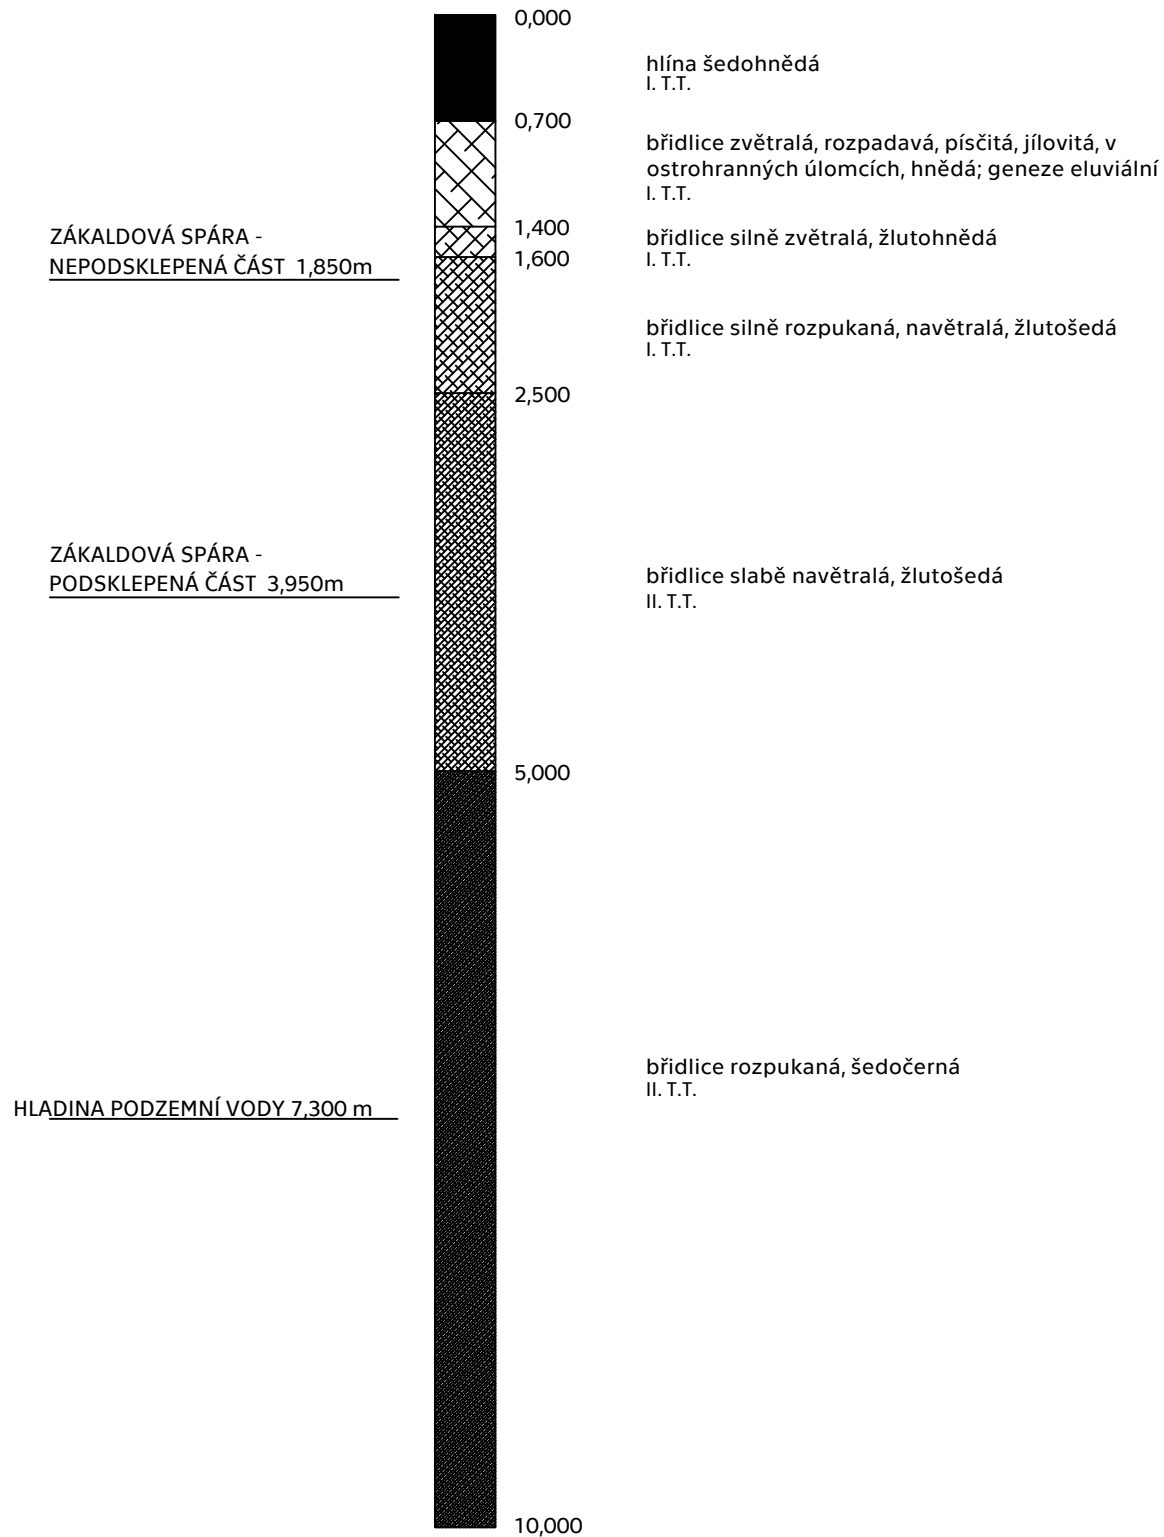 0,000
hlína šedohnědá
I. T.T.
0,700
břidlice zvětralá, rozpadavá, písčitá, jílovitá, v
ostrohranných úlomcích, hnědá; geneze eluviální
I. T.T.
1,400
břidlice silně zvětralá, žlutohnědá
I. T.T.
ZÁKALDOVÁ SPÁRA -
NEPODSKLEPENÁ ČÁST 1,850m
1,600
břidlice silně rozpukaná, navětralá, žlutošedá
I. T.T.
2,500
ZÁKALDOVÁ SPÁRA -
PODSKLEPENÁ ČÁST 3,950m
břidlice slabě navětralá, žlutošedá
II. T.T.
5,000
břidlice rozpukaná, šedočerná
II. T.T.
HLADINA PODZEMNÍ VODY 7,300 m
10,000